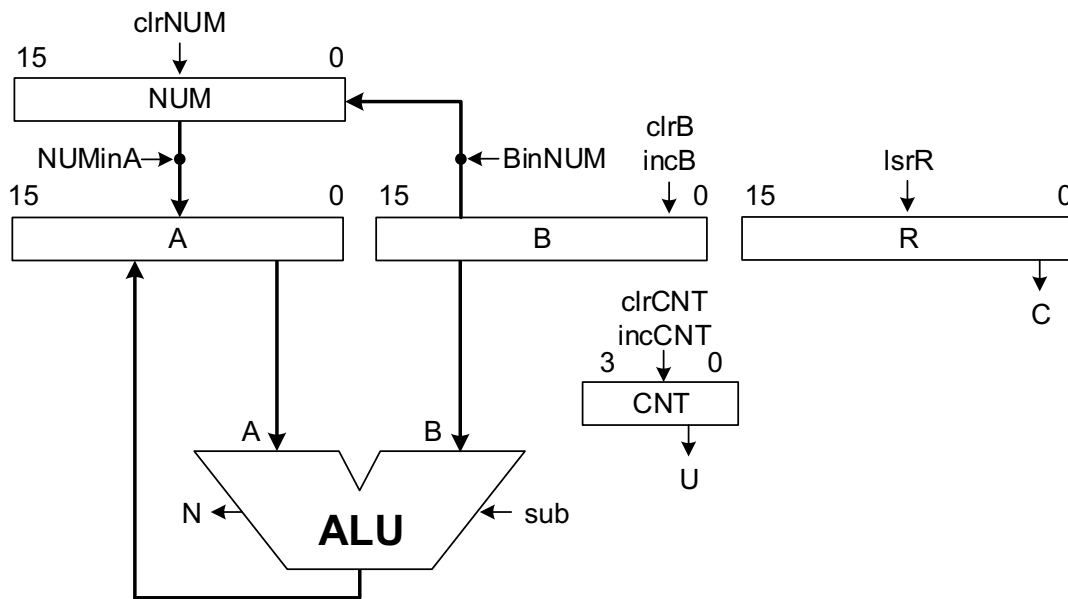 clrNUM
15 0
NUM
NUMinA
BinNUM
clrB
incB
lsrR
15 0
15 0
15 0
A
B
R
C
clrCNT
incCNT
3 0
CNT
U
A B
N
ALU
sub